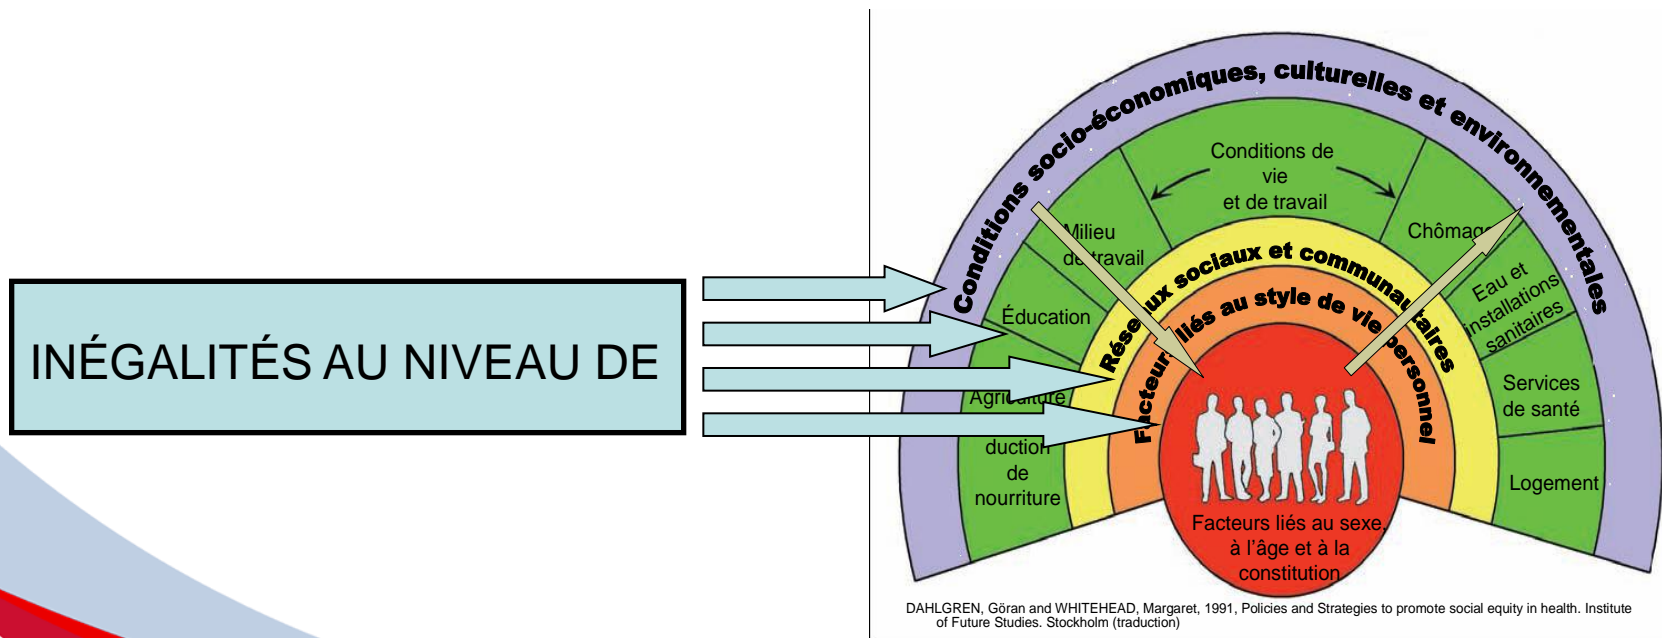 INÉGALITÉS AU NIVEAU DE
Conditions socio-économiques, culturelles et environnementales
Conditions de
vie
et de travail
Milieu
de travail
Chômage
Réseaux sociaux et communautaires
Eau et
installations
sanitaires
Facteurs liés au style de vie personnel
Éducation
Services
de santé
Agriculture
duction
de
nourriture
Logement
Facteurs liés au sexe,
à l'âge et à la
constitution
DAHLGREN, Göran and WHITEHEAD, Margaret, 1991, Policies and Strategies to promote social equity in health. Institute
of Future Studies. Stockholm (traduction)